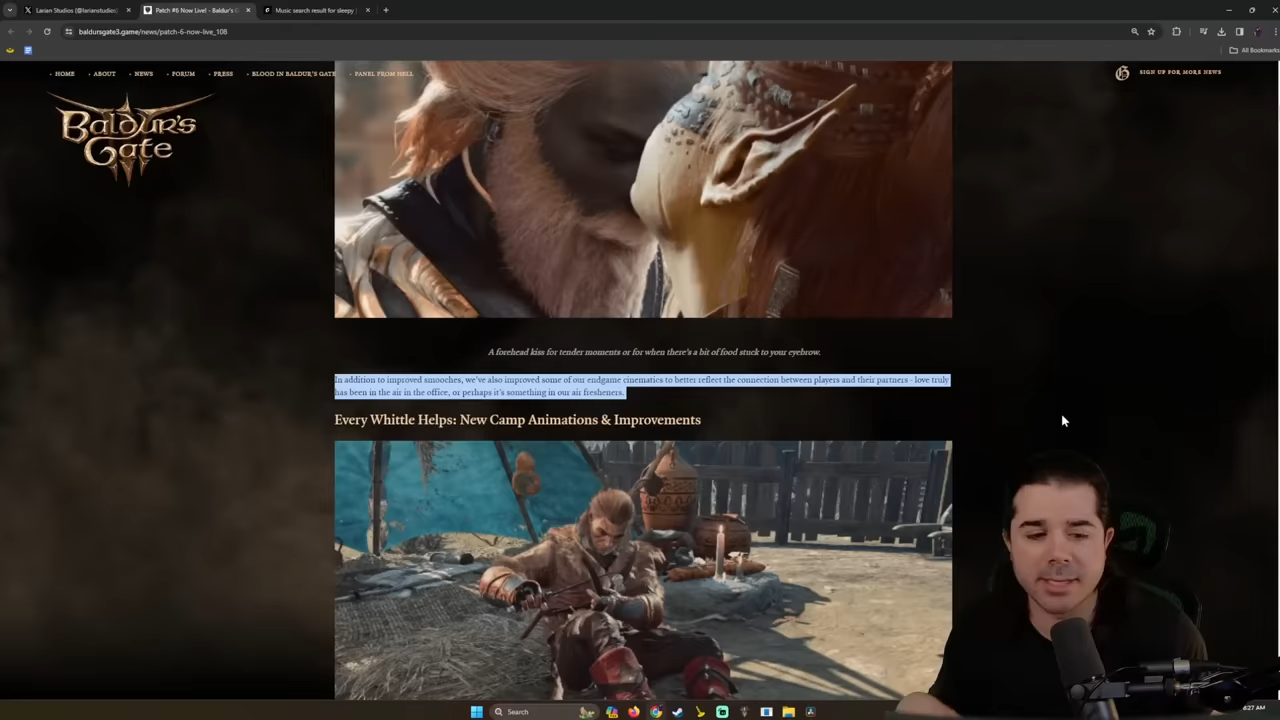 Larian Studios (@larianstudios)
Patch #6 Now Live! - Baldur's G
Music search result for sleepy |
baldursgate3.game/news/patch-6-now-live_108
All Bookmarks
HOME
ABOUT
NEWS
FORUM
PRESS
BLOOD IN BALDUR'S GATE
PANEL FROM HELL
SIGN UP FOR MORE NEWS
BALDUR'S
GATE
A forehead kiss for tender moments or for when there's a bit of food stuck to your eyebrow.
In addition to improved smooches, we've also improved some of our endgame cinematics to better reflect the connection between players and their partners - love truly
has been in the air in the office, or perhaps it's something in our air fresheners.
Every Whittle Helps: New Camp Animations & Improvements
Search
6:27 AM